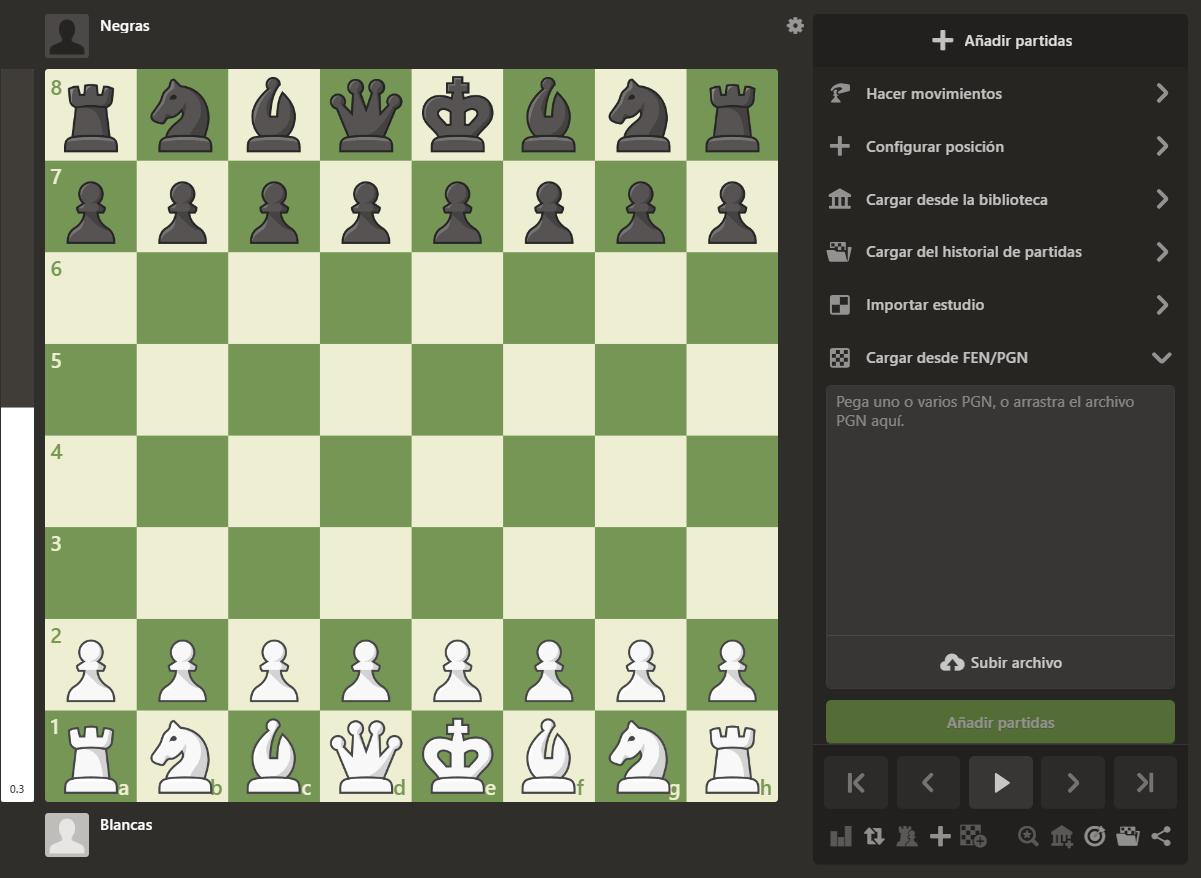 Negras
8
7
6
5
4
3
2
1
a b c d e f g h
0.3
Blancas
Añadir partidas
Hacer movimientos
Configurar posición
Cargar desde la biblioteca
Cargar del historial de partidas
Importar estudio
Cargar desde FEN/PGN
Pega uno o varios PGN, o arrastra el archivo
PGN aquí.
Subir archivo
Añadir partidas